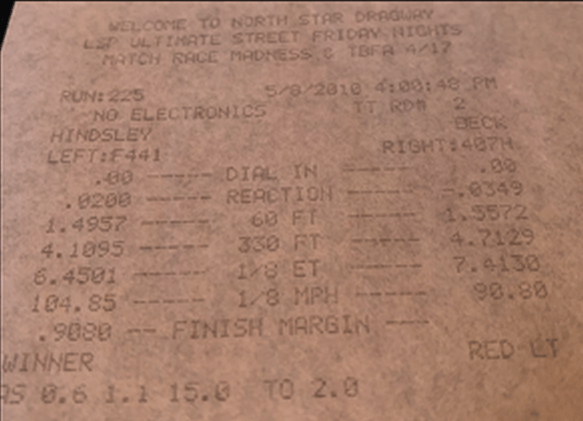 WELCOME TO NORTH STAR DRAGWAY
LSP ULTIMATE STREET FRIDAY NIGHTS
MATCH RACE MADNESS & TBFA 4/17
RUN:225 5/8/2010 4:00:48 PM
NO ELECTRONICS TT RD# 2
HINDSLEY BECK
LEFT:F441 RIGHT:407H
.00 ----- DIAL IN ----- .00
.0200 ----- REACTION ----- -.0349
1.4957 ----- 60 FT ----- 1.5572
4.1095 ----- 330 FT ----- 4.7129
6.4501 ----- 1/8 ET ----- 7.4130
104.85 ----- 1/8 MPH ----- 90.80
.9080 -- FINISH MARGIN ---
WINNER RED LT
AS 0.6 1.1 15.0 TO 2.0